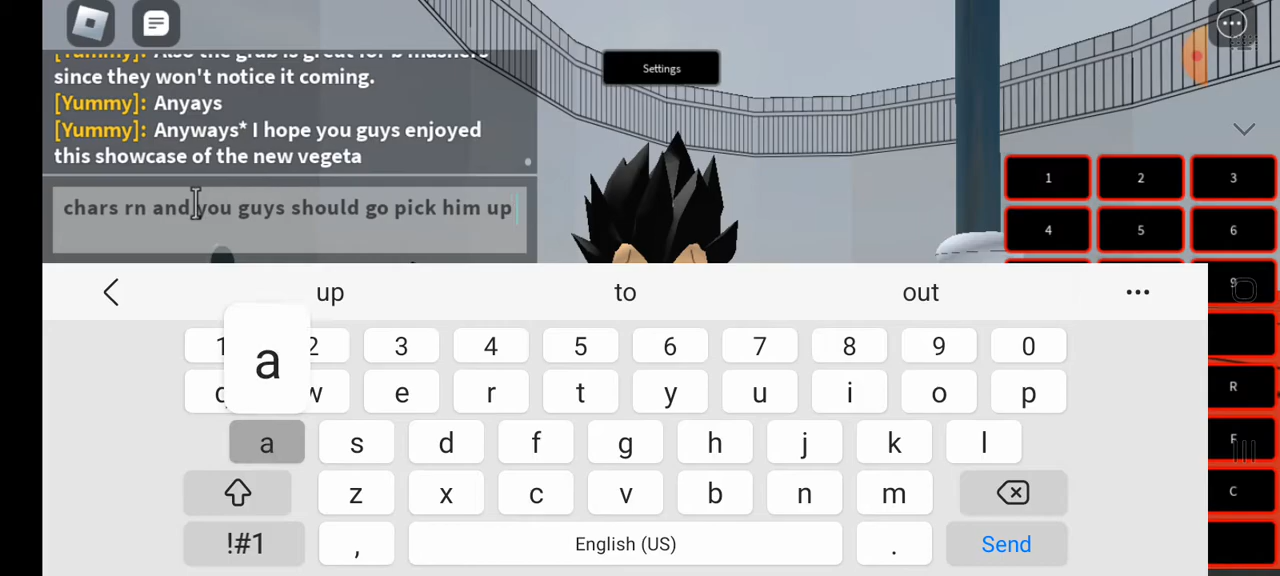 Settings
[Yummy]: Also the grab is great for b mashers
since they won't notice it coming.
[Yummy]: Anyays
[Yummy]: Anyways* I hope you guys enjoyed
this showcase of the new vegeta
chars rn and you guys should go pick him up
1 2 3
4 5 6
9
R
F
C
up to out
a
1 2 3 4 5 6 7 8 9 0
q w e r t y u i o p
a s d f g h j k l
z x c v b n m
!#1 , English (US) . Send